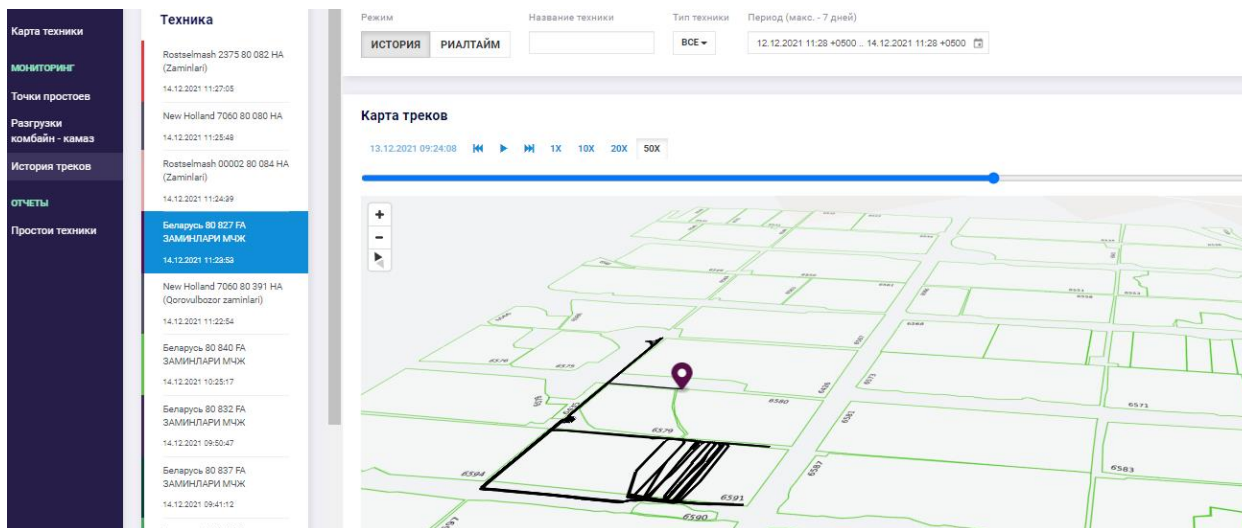 Карта техники
МОНИТОРИНГ
Точки простоев
Разгрузки
комбайн - камаз
История треков
ОТЧЕТЫ
Простои техники
Техника
Rostselmash 2375 80 082 HA
(Zaminlari)
14.12.2021 11:27:05
New Holland 7060 80 080 HA
14.12.2021 11:25:48
Rostselmash 00002 80 084 HA
(Zaminlari)
14.12.2021 11:24:39
Беларусь 80 827 FA
ЗАМИНЛАРИ МЧЖ
14.12.2021 11:23:53
New Holland 7060 80 391 HA
(Qorovulbozor zaminlari)
14.12.2021 11:22:54
Беларусь 80 840 FA
ЗАМИНЛАРИ МЧЖ
14.12.2021 10:25:17
Беларусь 80 832 FA
ЗАМИНЛАРИ МЧЖ
14.12.2021 09:50:47
Беларусь 80 837 FA
ЗАМИНЛАРИ МЧЖ
14.12.2021 09:41:12
Режим
Название техники
Тип техники
Период (макс. - 7 дней)
ИСТОРИЯ РИАЛТАЙМ
ВСЕ
12.12.2021 11:28 +0500 .. 14.12.2021 11:28 +0500
Карта треков
13.12.2021 09:24:08 1X 10X 20X 50X
+
-
6576
6575
6580
6571
6573
6581
6579
6594
6587
6583
6591
6590